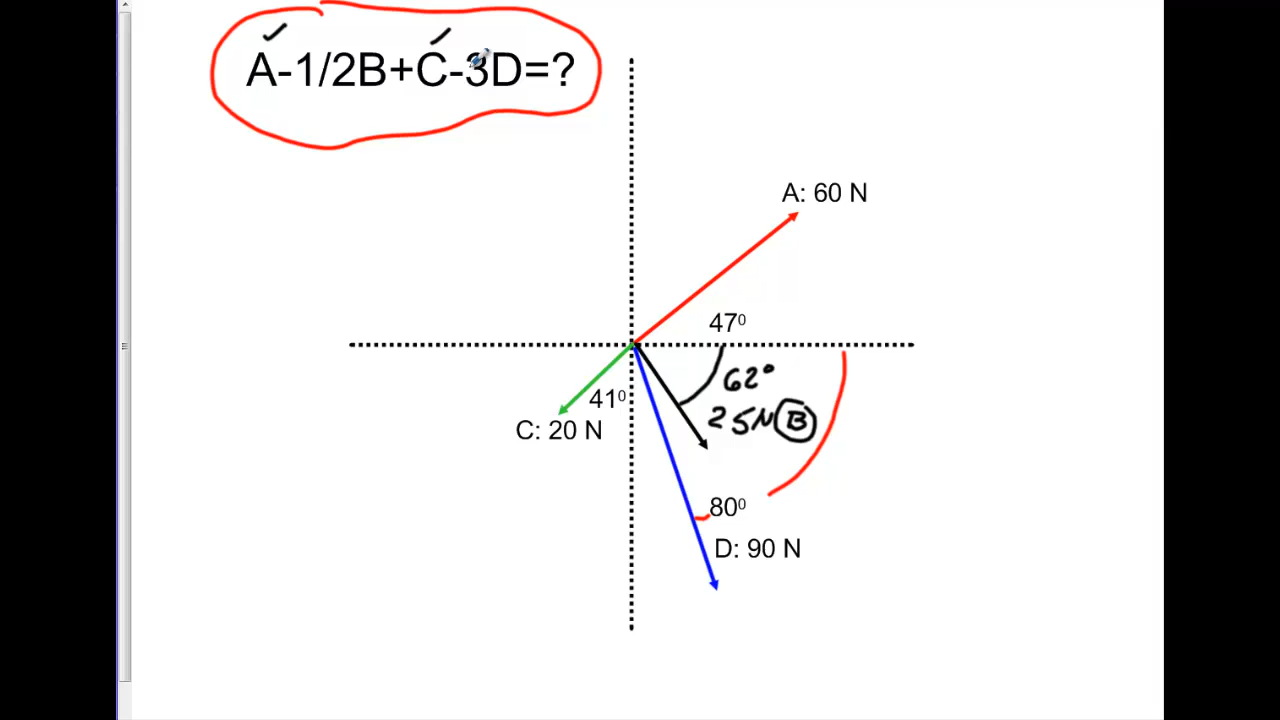 A-1/2B+C-3D=?
A: 60 N
47⁰
62°
41⁰
25N B
C: 20 N
80⁰
D: 90 N